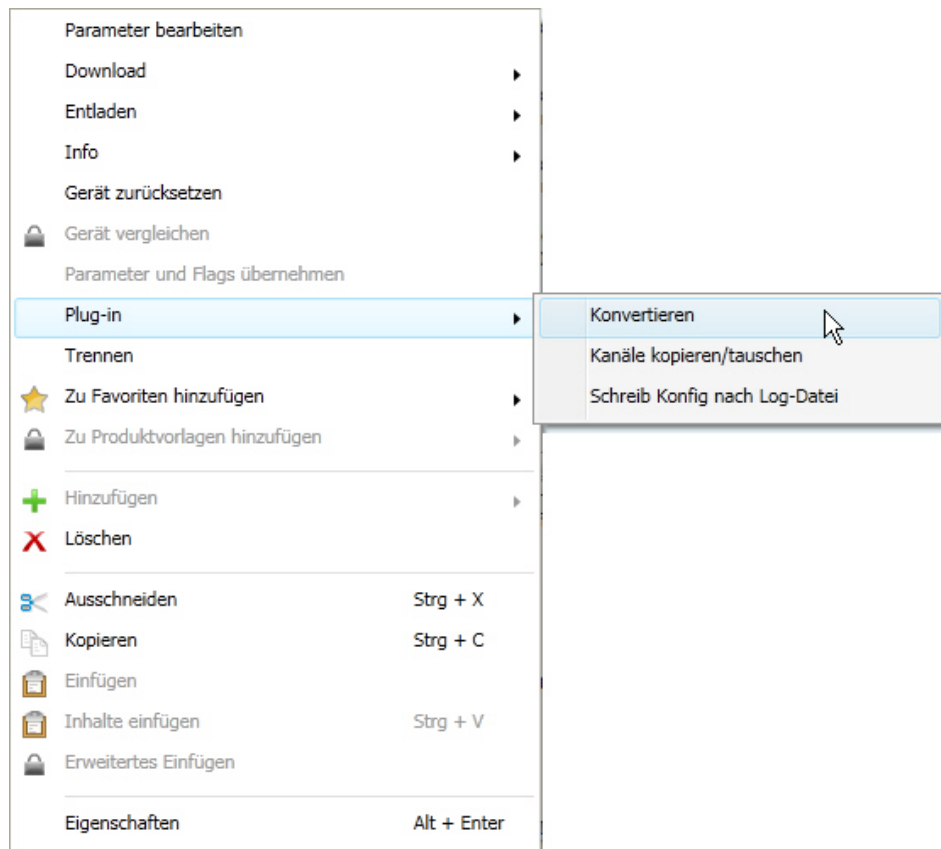 Parameter bearbeiten
Download
Entladen
Info
Gerät zurücksetzen
Gerät vergleichen
Parameter und Flags übernehmen
Plug-in
Konvertieren
Kanäle kopieren/tauschen
Schreib Konfig nach Log-Datei
Trennen
Zu Favoriten hinzufügen
Zu Produktvorlagen hinzufügen
Hinzufügen
Löschen
Ausschneiden Strg + X
Kopieren Strg + C
Einfügen
Inhalte einfügen Strg + V
Erweitertes Einfügen
Eigenschaften Alt + Enter